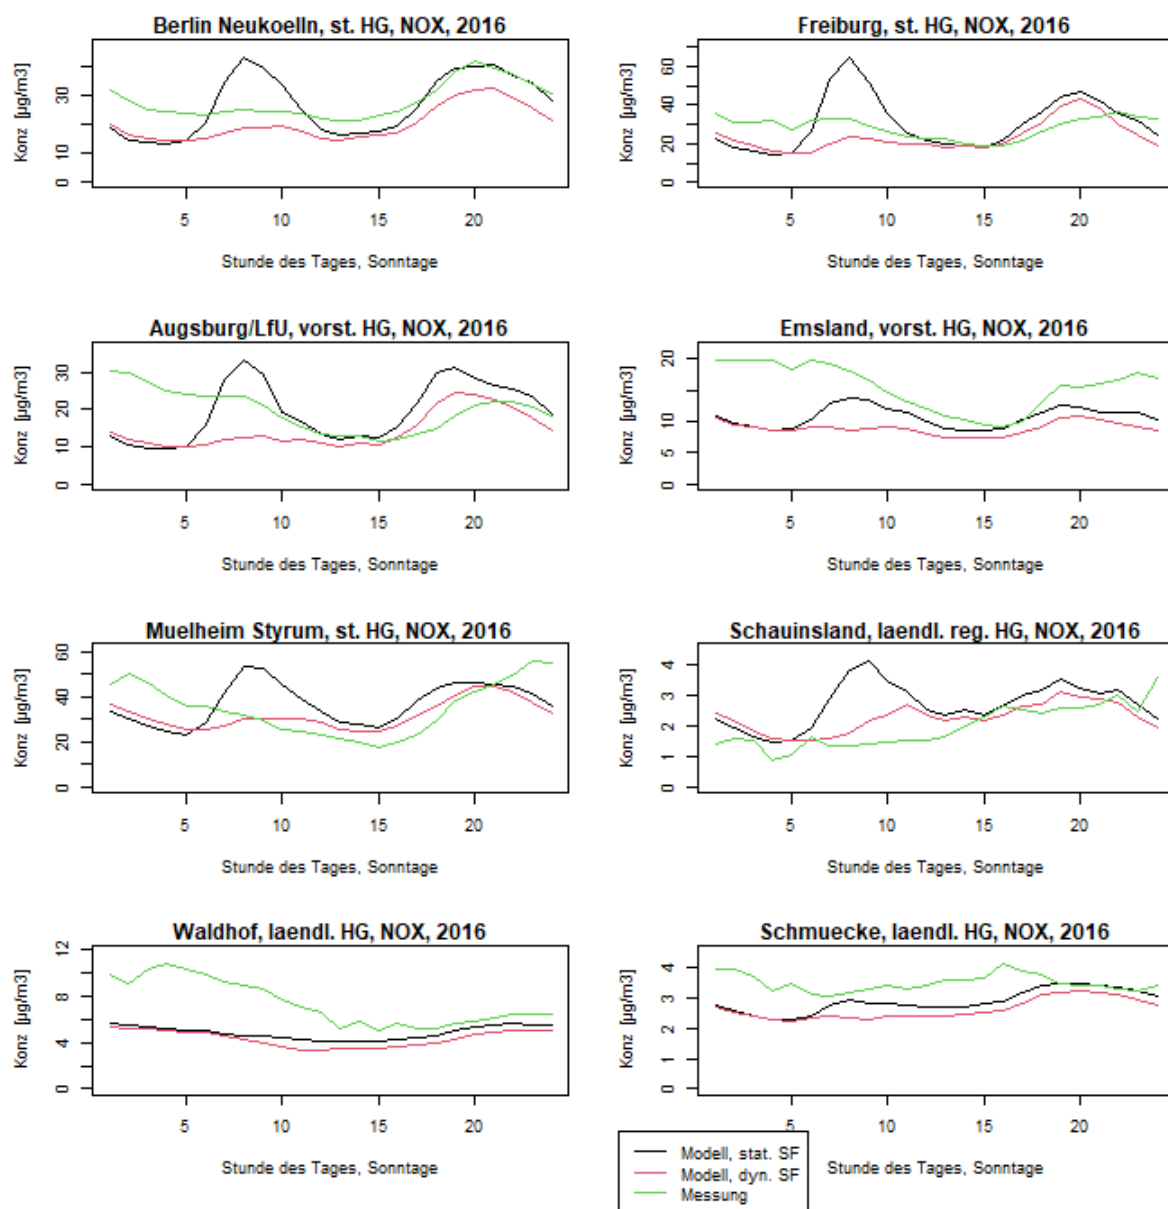 Berlin Neukoelln, st. HG, NOX, 2016
Konz [µg/m3]
0 10 30
5 10 15 20
Stunde des Tages, Sonntage
Freiburg, st. HG, NOX, 2016
Konz [µg/m3]
0 20 40 60
5 10 15 20
Stunde des Tages, Sonntage
Augsburg/LfU, vorst. HG, NOX, 2016
Konz [µg/m3]
0 10 20 30
5 10 15 20
Stunde des Tages, Sonntage
Emsland, vorst. HG, NOX, 2016
Konz [µg/m3]
0 5 10 20
5 10 15 20
Stunde des Tages, Sonntage
Muelheim Styrum, st. HG, NOX, 2016
Konz [µg/m3]
0 20 40 60
5 10 15 20
Stunde des Tages, Sonntage
Schauinsland, laendl. reg. HG, NOX, 2016
Konz [µg/m3]
0 1 2 3 4
5 10 15 20
Stunde des Tages, Sonntage
Waldhof, laendl. HG, NOX, 2016
Konz [µg/m3]
0 4 8 12
5 10 15 20
Stunde des Tages, Sonntage
Schmuecke, laendl. HG, NOX, 2016
Konz [µg/m3]
0 1 2 3 4
5 10 15 20
Stunde des Tages, Sonntage
Modell, stat. SF
Modell, dyn. SF
Messung